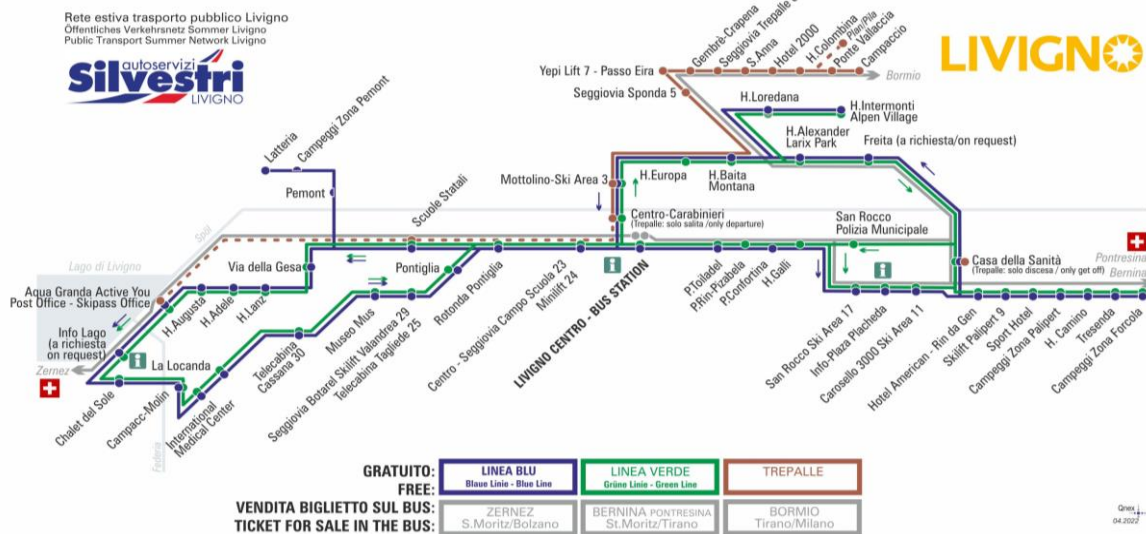 Rete estiva trasporto pubblico Livigno
Öffentliches Verkehrsnetz Sommer Livigno
Public Transport Summer Network Livigno
autoservizi
Silvestri
LIVIGNO
LIVIGNO
Yepi Lift 7 - Passo Eira
Seggiovia Sponda 5
Gembrè-Crapena
Seggiovia Trepalle
S.Anna
Hotel 2000
H.Colombina
Plan/Pila
Ponte Vallaccia
Campaccio
Bormio
H.Loredana
H.Intermonti
Alpen Village
H.Alexander
Larix Park
Freita (a richiesta/on request)
Latteria
Campeggi Zona Pemont
Pemont
Mottolino-Ski Area 3
H.Europa
H.Baita
Montana
Scuole Statali
Centro-Carabinieri
(Trepalle: solo salita /only departure)
San Rocco
Polizia Municipale
Spöl
Lago di Livigno
Via della Gesa
Pontiglia
Casa della Sanità
(Trepalle: solo discesa / only get off)
Pontresina
Bernina
Aqua Granda Active You
Post Office - Skipass Office
H.Augusta
H.Adele
H.Lanz
Info Lago
(a richiesta
on request)
Zernez
La Locanda
Chalet del Sole
Campacc-Molin
Federia
International
Medical Center
Telecabina
Cassana 30
Museo Mus
Seggiovia Botarel Skilift Valandrea 29
Telecabina Tagliede 25
Rotonda Pontiglia
Centro - Seggiovia Campo Scuola 23
Minilift 24
LIVIGNO CENTRO - BUS STATION
P.Toiladel
P.Rin-Pizabela
P.Confortina
H.Galli
San Rocco Ski Area 17
Info-Plaza Placheda
Carosello 3000 Ski Area 11
Hotel American - Rin da Gen
Skilift Palipert 9
Sport Hotel
Campeggi Zona Palipert
H. Camino
Tresenda
Campeggi Zona Forcola
GRATUITO:
FREE:
LINEA BLU
Blaue Linie - Blue Line
LINEA VERDE
Grüne Linie - Green Line
TREPALLE
VENDITA BIGLIETTO SUL BUS:
TICKET FOR SALE IN THE BUS:
ZERNEZ
S.Moritz/Bolzano
BERNINA PONTRESINA
St.Moritz/Tirano
BORMIO
Tirano/Milano
Qnex
04.2022